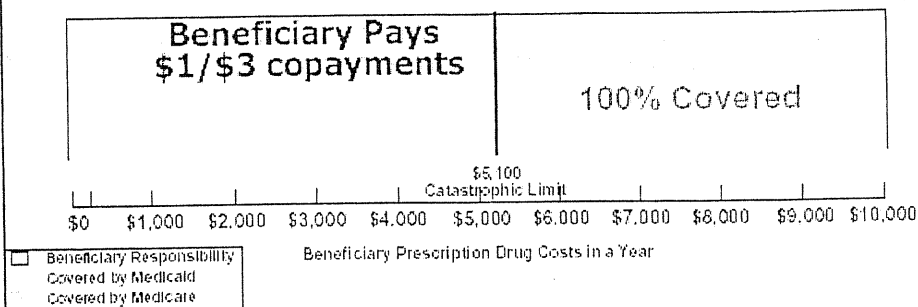 Beneficiary Pays
$1/$3 copayments
100% Covered
$5,100
Catastrophic Limit
$0 $1,000 $2,000 $3,000 $4,000 $5,000 $6,000 $7,000 $8,000 $9,000 $10,000
Beneficiary Prescription Drug Costs in a Year
Beneficiary Responsibility
Covered by Medicaid
Covered by Medicare